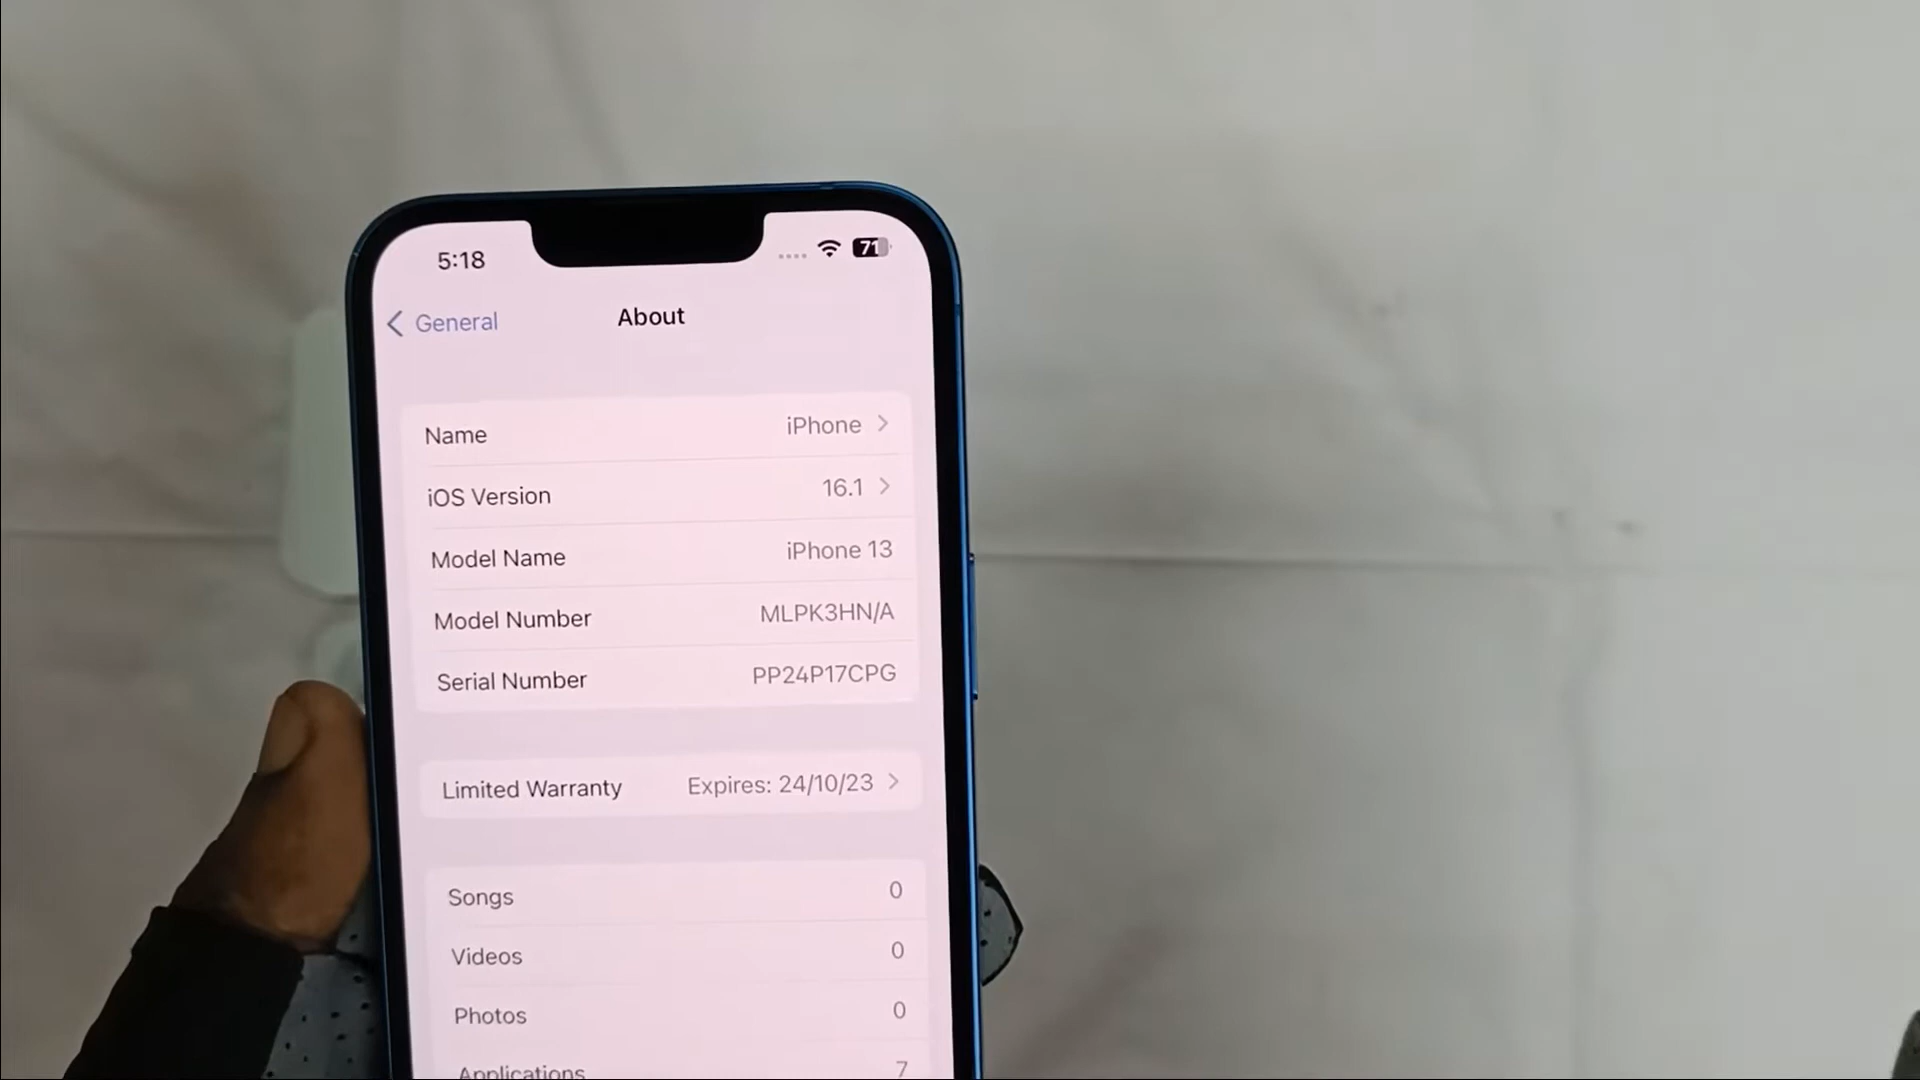 5:18 71
General About
Name iPhone
iOS Version 16.1
Model Name iPhone 13
Model Number MLPK3HN/A
Serial Number PP24P17CPG
Limited Warranty Expires: 24/10/23
Songs 0
Videos 0
Photos 0
Applications 7